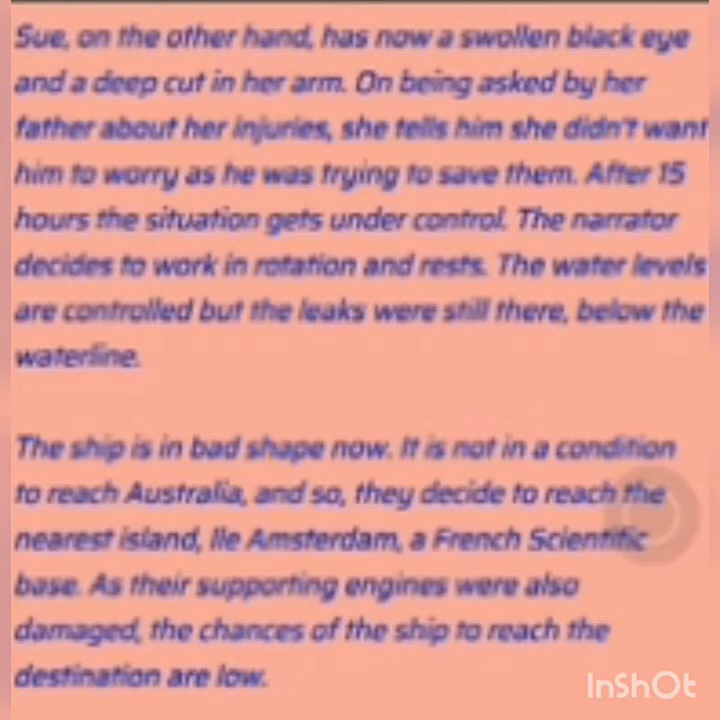 Sue, on the other hand, has now a swollen black eye
and a deep cut in her arm. On being asked by her
father about her injuries, she tells him she didn't want
him to worry as he was trying to save them. After 15
hours the situation gets under control. The narrator
decides to work in rotation and rests. The water levels
are controlled but the leaks were still there, below the
waterline.
The ship is in bad shape now. It is not in a condition
to reach Australia, and so, they decide to reach the
nearest island, Ile Amsterdam, a French Scientific
base. As their supporting engines were also
damaged, the chances of the ship to reach the
destination are low.
InShOt